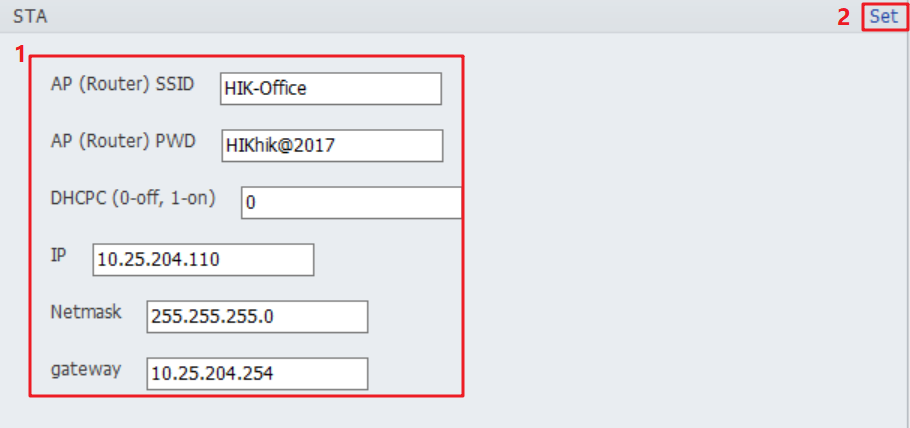 STA
2
Set
1
AP (Router) SSID HIK-Office
AP (Router) PWD HIKhik@2017
DHCPC (0-off, 1-on) 0
IP 10.25.204.110
Netmask 255.255.255.0
gateway 10.25.204.254